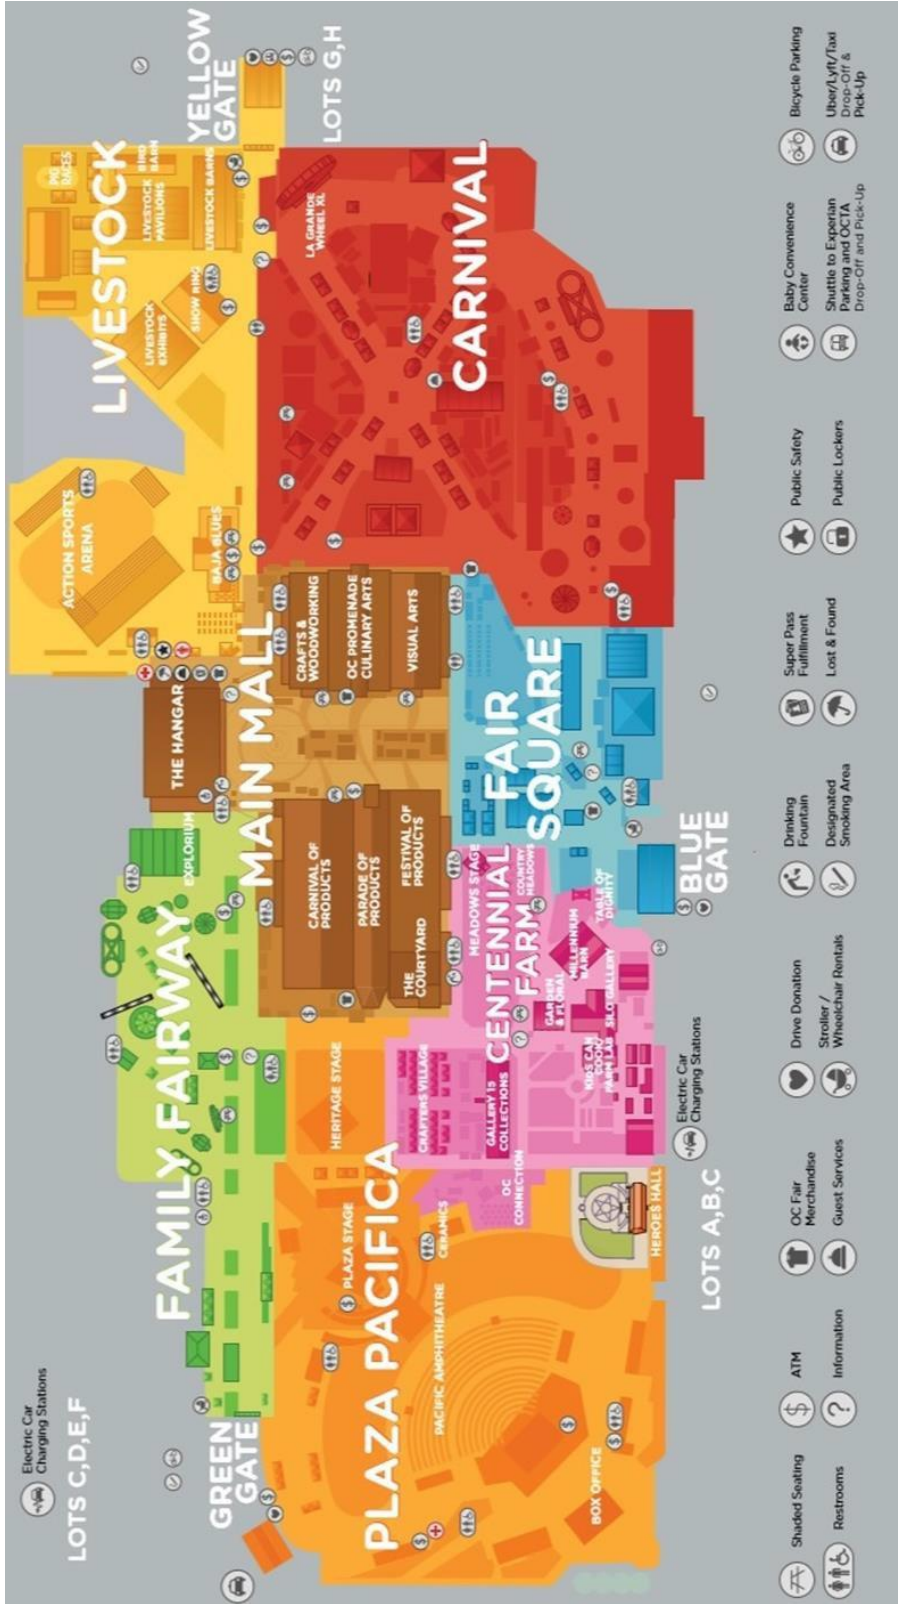 Electric Car
Charging Stations
LOTS C,D,E,F
GREEN
GATE
FAMILY FAIRWAY
EXPLORIUM
THE HANGAR
ACTION SPORTS
ARENA
BAJA BLUES
LIVESTOCK
LIVESTOCK
EXHIBITS
SHOW RING
PIG
RACES
LIVESTOCK
PAVILIONS
BIRD
BARN
LIVESTOCK BARNS
YELLOW
GATE
LOTS G,H
PLAZA PACIFICA
PLAZA STAGE
HERITAGE STAGE
PACIFIC AMPHITHEATRE
CERAMICS
BOX OFFICE
HEROES HALL
MAIN MALL
CARNIVAL OF
PRODUCTS
PARADE OF
PRODUCTS
FESTIVAL OF
PRODUCTS
THE
COURTYARD
CRAFTS &
WOODWORKING
OC PROMENADE
CULINARY ARTS
VISUAL ARTS
LA GRANDE
WHEEL XL
CARNIVAL
CRAFTERS VILLAGE
OC
CONNECTION
GALLERY IS
COLLECTIONS
CENTENNIAL
FARM
MEADOWS STAGE
COUNTRY
MEADOWS
GARDEN
& FLORAL
MILLENNIUM
BARN
TABLE OF
DIGNITY
SILO GALLERY
KIDS CAN
COOK/
FARM LAB
FAIR
SQUARE
BLUE
GATE
LOTS A,B,C
Electric Car
Charging Stations
Shaded Seating
ATM
OC Fair
Merchandise
Drive Donation
Drinking
Fountain
Super Pass
Fulfillment
Public Safety
Baby Convenience
Center
Bicycle Parking
Restrooms
Information
Guest Services
Stroller /
Wheelchair Rentals
Designated
Smoking Area
Lost & Found
Public Lockers
Shuttle to Experian
Parking and OCTA
Drop-Off and Pick-Up
Uber/Lyft/Taxi
Drop-Off &
Pick-Up